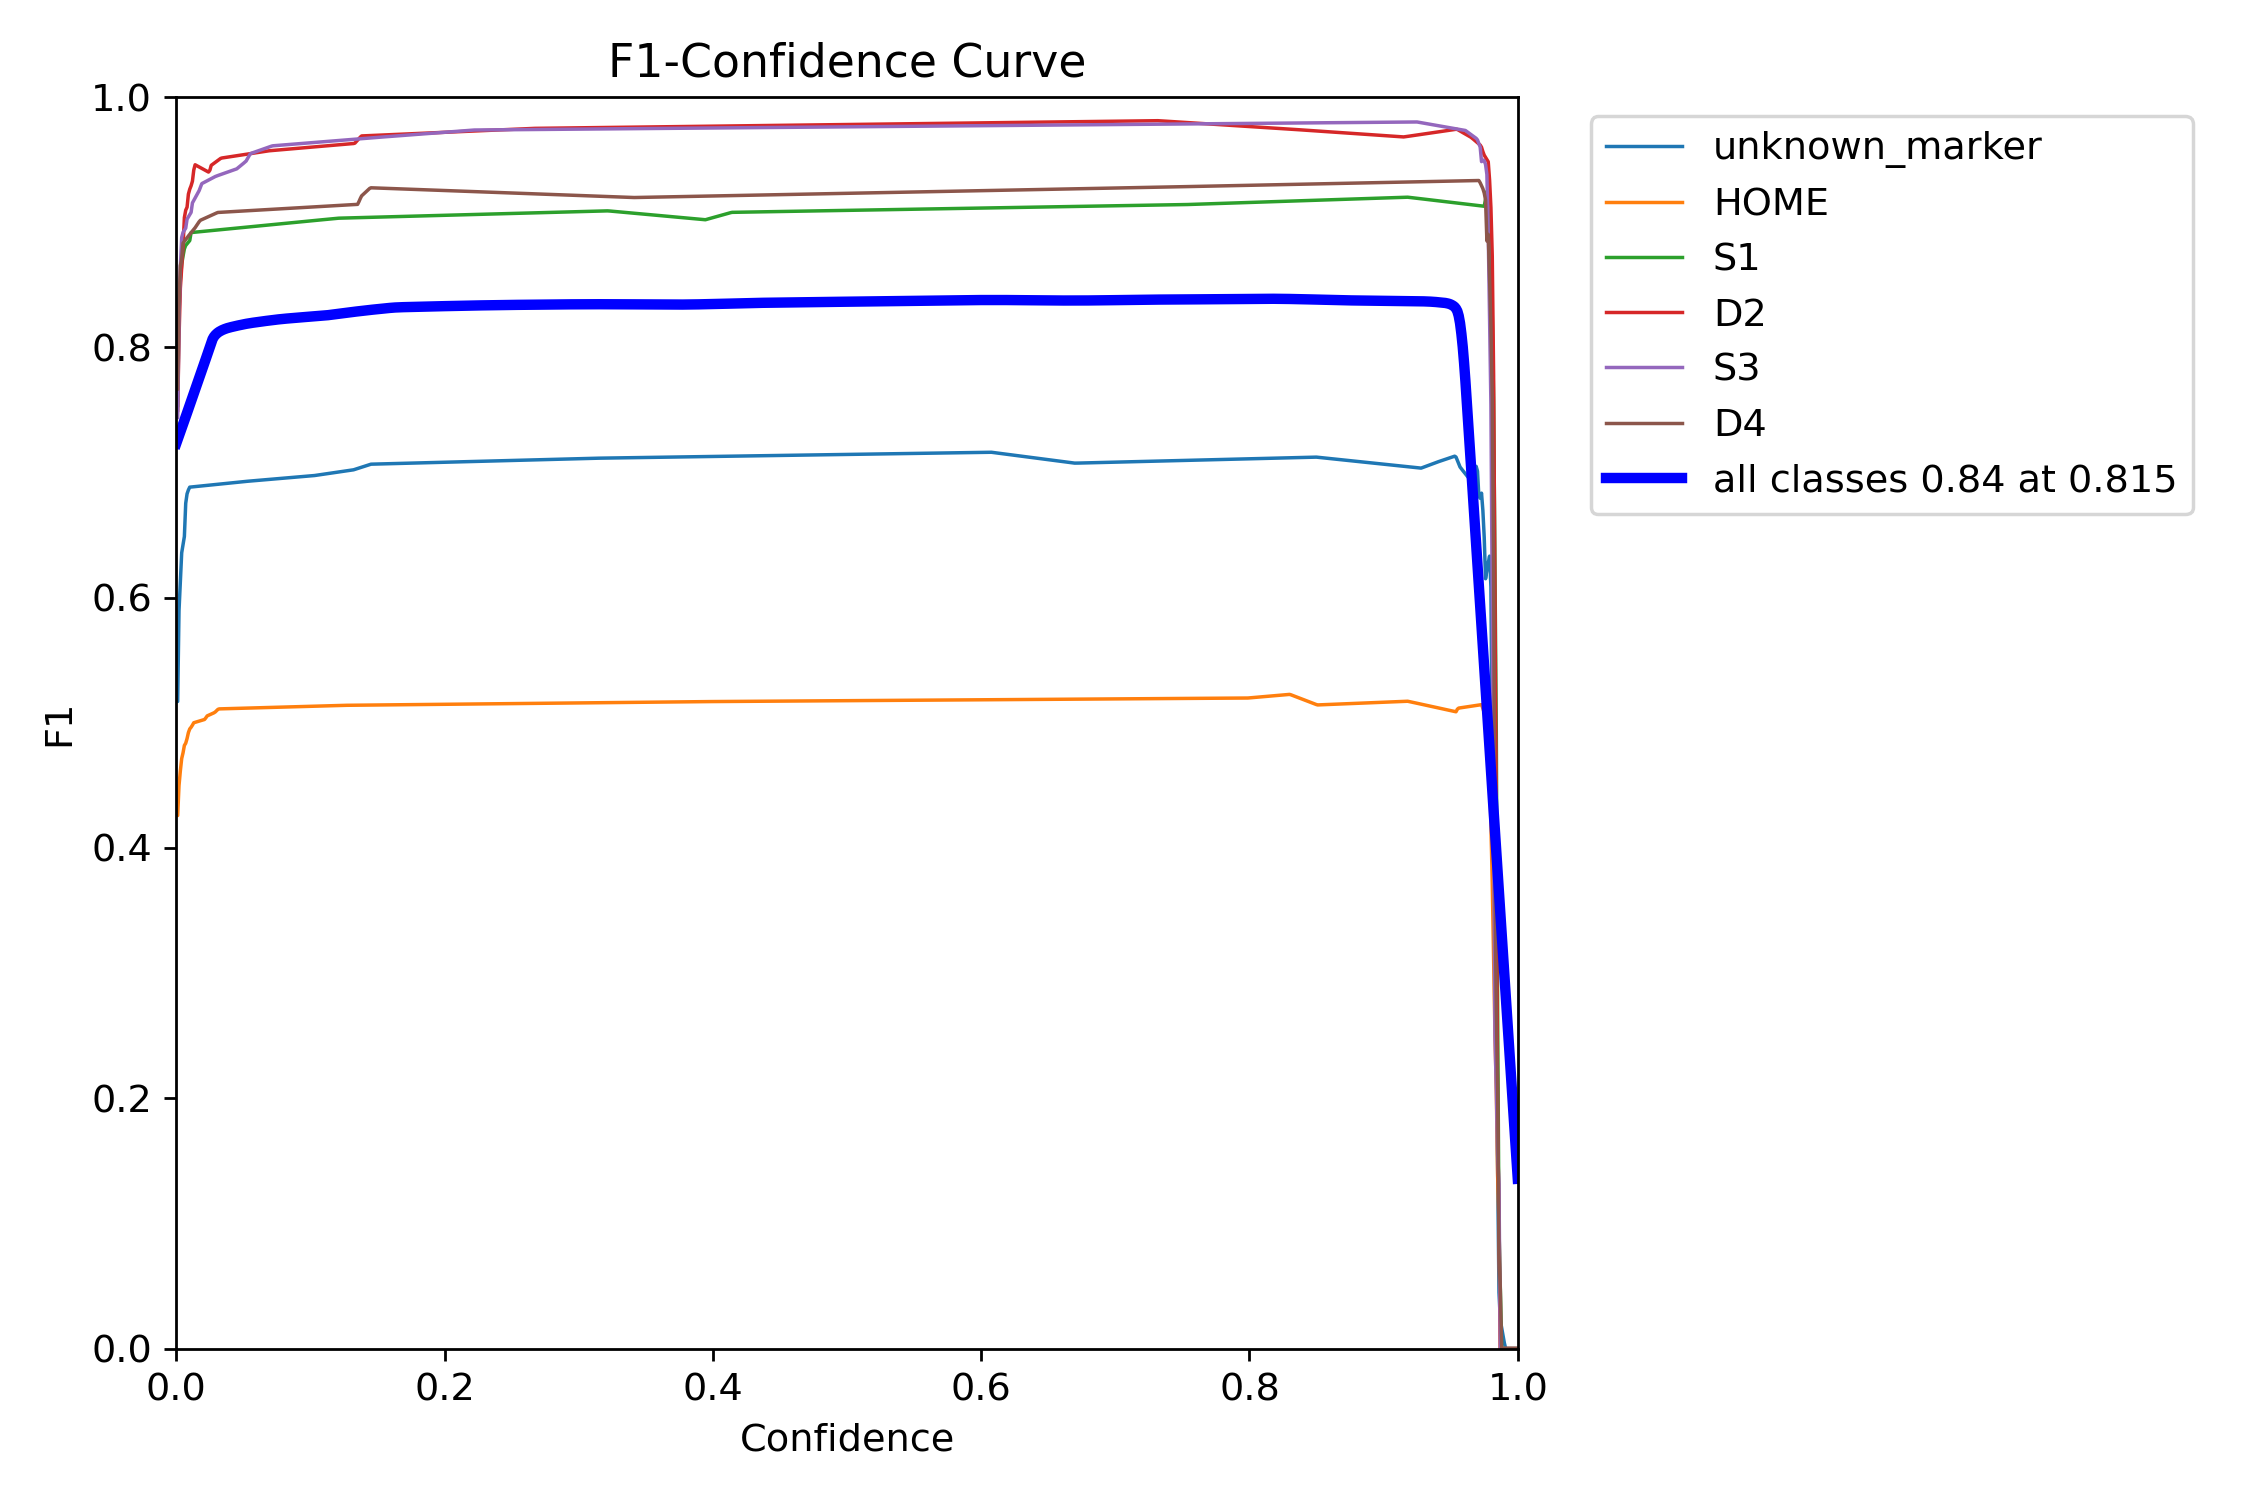 F1-Confidence Curve
1.0
0.8
0.6
0.4
0.2
0.0
F1
0.0 0.2 0.4 0.6 0.8 1.0
Confidence
unknown_marker
HOME
S1
D2
S3
D4
all classes 0.84 at 0.815